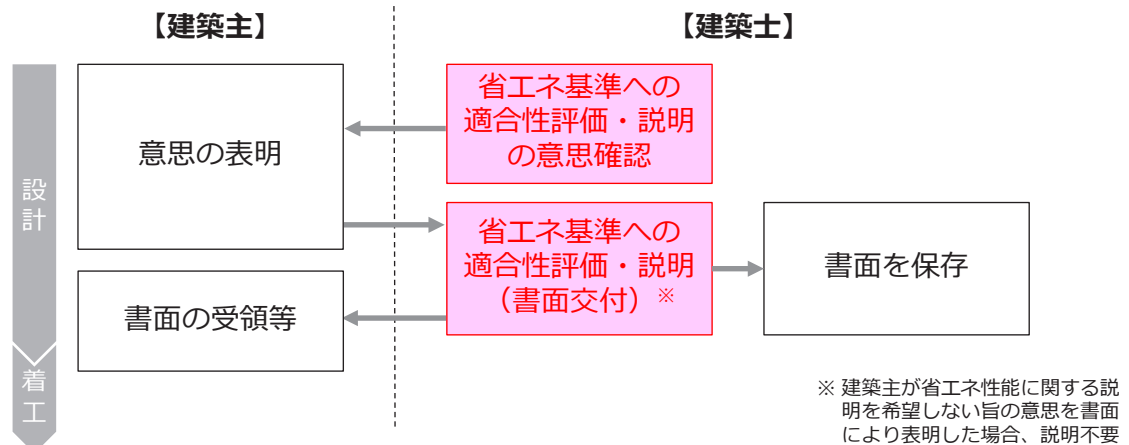 【建築主】
【建築士】
設計
着工
意思の表明
省エネ基準への
適合性評価・説明
の意思確認
省エネ基準への
適合性評価・説明
（書面交付）※
書面を保存
書面の受領等
※ 建築主が省エネ性能に関する説
明を希望しない旨の意思を書面
により表明した場合、説明不要